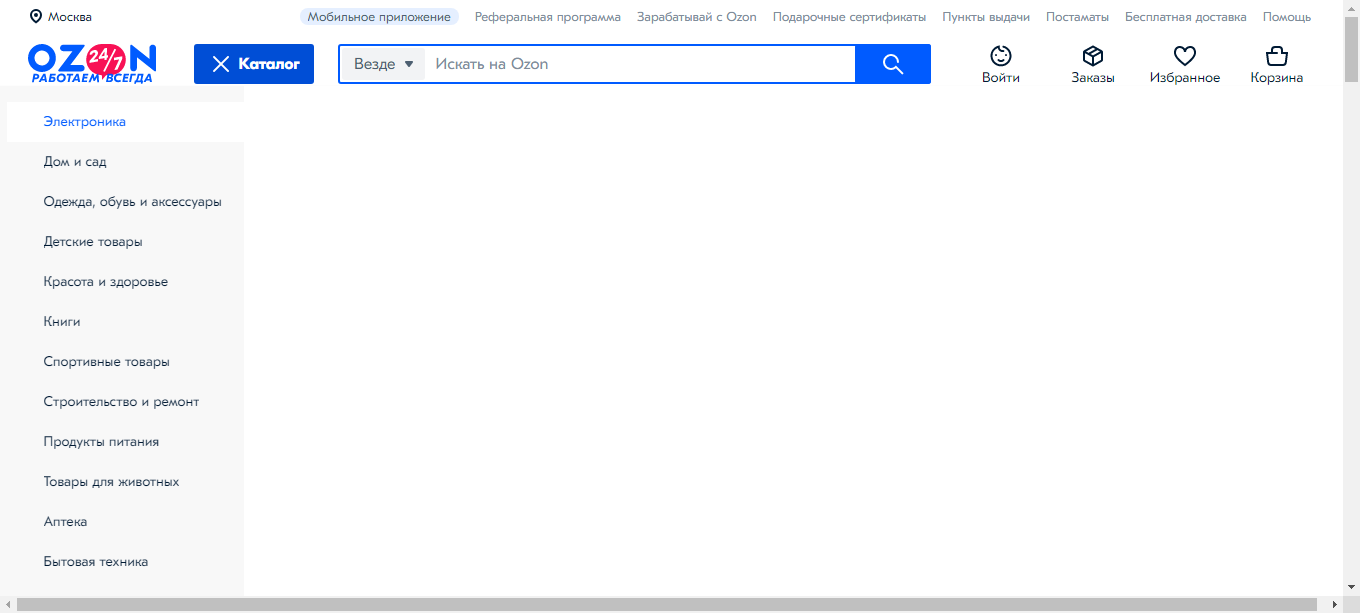 Москва
Мобильное приложение Реферальная программа Зарабатывай с Ozon Подарочные сертификаты Пункты выдачи Постаматы Бесплатная доставка Помощь
OZON 24/7
РАБОТАЕМ ВСЕГДА
Каталог
Везде Искать на Ozon
Войти Заказы Избранное Корзина
Электроника
Дом и сад
Одежда, обувь и аксессуары
Детские товары
Красота и здоровье
Книги
Спортивные товары
Строительство и ремонт
Продукты питания
Товары для животных
Аптека
Бытовая техника